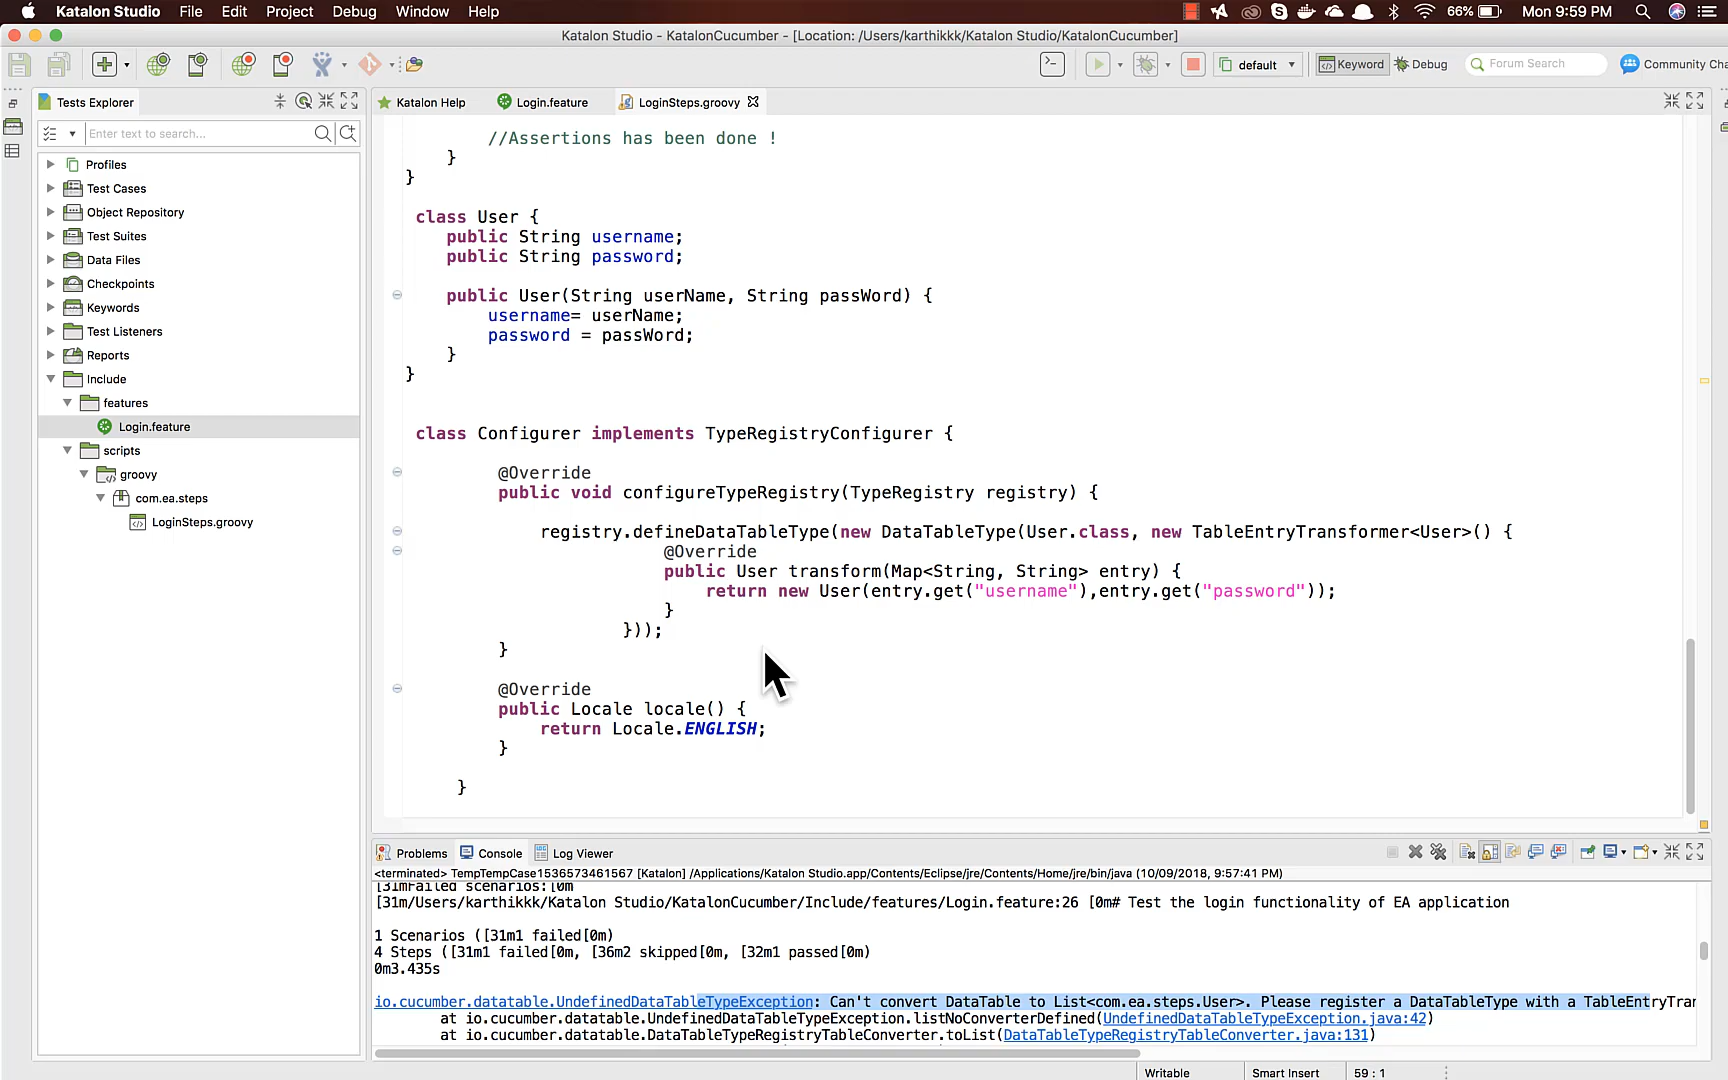 Katalon Studio File Edit Project Debug Window Help 66% Mon 9:59 PM
Katalon Studio - KatalonCucumber - [Location: /Users/karthikkk/Katalon Studio/KatalonCucumber]
default Keyword Debug Forum Search Community Cha
Tests Explorer
Katalon Help Login.feature LoginSteps.groovy
Enter text to search...
Profiles
Test Cases
Object Repository
Test Suites
Data Files
Checkpoints
Keywords
Test Listeners
Reports
Include
features
Login.feature
scripts
groovy
com.ea.steps
LoginSteps.groovy
//Assertions has been done !
}
}
class User {
public String username;
public String password;
public User(String userName, String passWord) {
username= userName;
password = passWord;
}
}
class Configurer implements TypeRegistryConfigurer {
@Override
public void configureTypeRegistry(TypeRegistry registry) {
registry.defineDataTableType(new DataTableType(User.class, new TableEntryTransformer<User>() {
@Override
public User transform(Map<String, String> entry) {
return new User(entry.get("username"),entry.get("password"));
}
}));
}
@Override
public Locale locale() {
return Locale.ENGLISH;
}
}
Problems Console Log Viewer
<terminated> TempTempCase1536573461567 [Katalon] /Applications/Katalon Studio.app/Contents/Eclipse/jre/Contents/Home/jre/bin/java (10/09/2018, 9:57:41 PM)
[31mFailed scenarios:[0m
[31m/Users/karthikkk/Katalon Studio/KatalonCucumber/Include/features/Login.feature:26 [0m# Test the login functionality of EA application
1 Scenarios ([31m1 failed[0m)
4 Steps ([31m1 failed[0m, [36m2 skipped[0m, [32m1 passed[0m)
0m3.435s
io.cucumber.datatable.UndefinedDataTableTypeException: Can't convert DataTable to List<com.ea.steps.User>. Please register a DataTableType with a TableEntryTran
at io.cucumber.datatable.UndefinedDataTableTypeException.listNoConverterDefined(UndefinedDataTableTypeException.java:42)
at io.cucumber.datatable.DataTableTypeRegistryTableConverter.toList(DataTableTypeRegistryTableConverter.java:131)
Writable Smart Insert 59 : 1